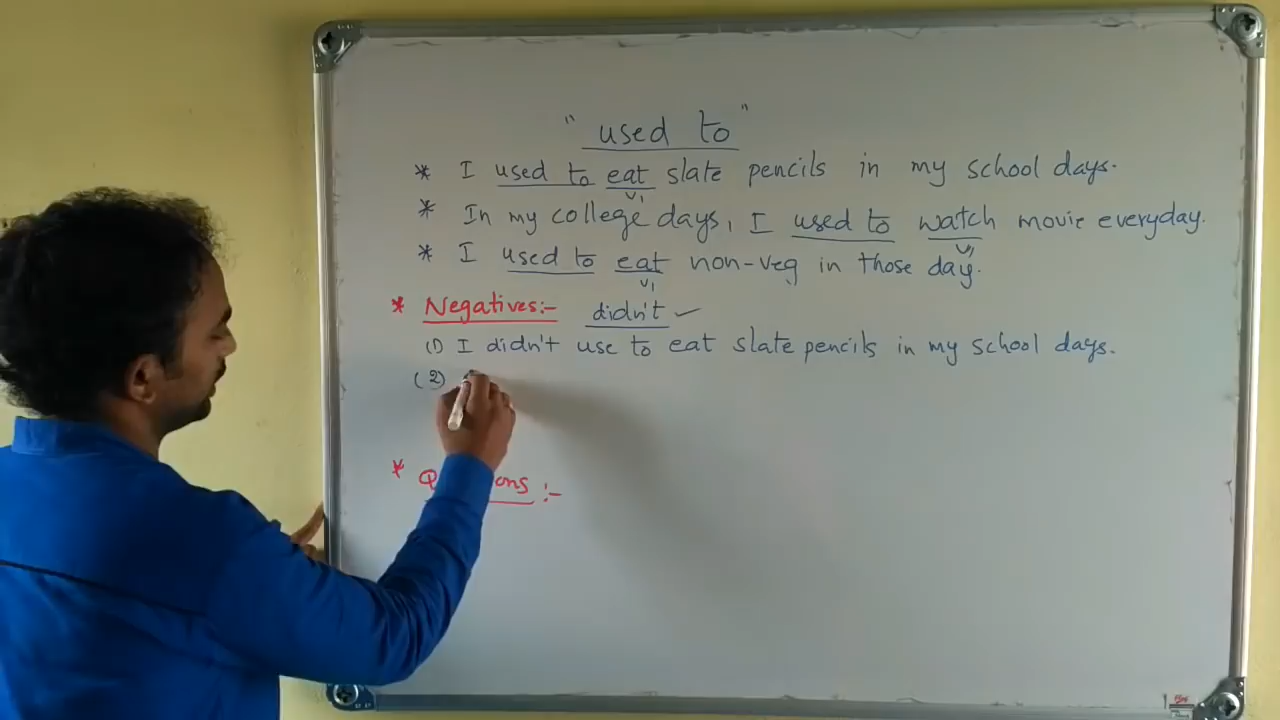 "used to"
* I used to eat slate pencils in my school days.
V1
* In my college days, I used to watch movie everyday.
V1
* I used to eat non-veg in those day.
V1
* Negatives:- didn't ✓
(1) I didn't use to eat slate pencils in my school days.
(2)
* :-